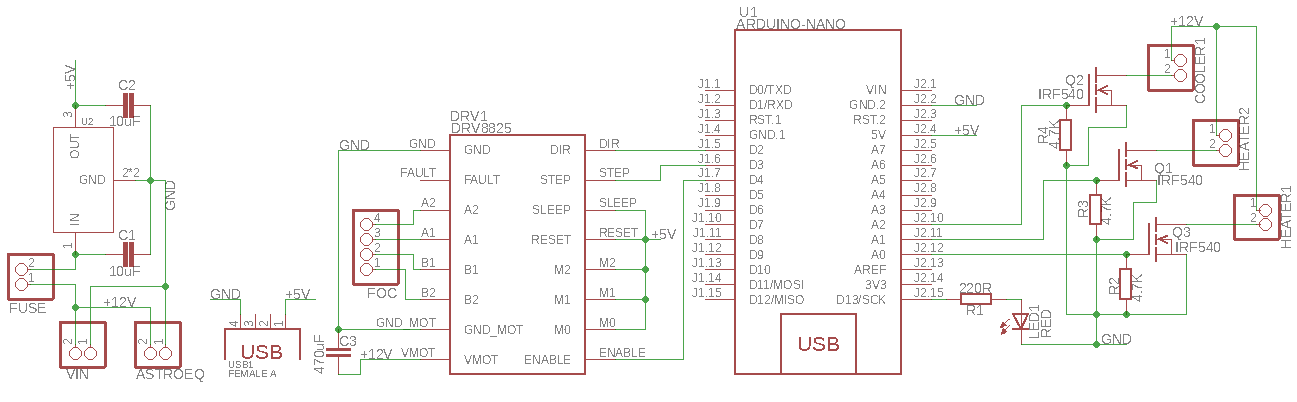 +5V
3
U2
OUT
GND
2*2
IN
1
C2
10uF
GND
C1
10uF
2
1
FUSE
+12V
2
1
VIN
2
1
ASTROEQ
GND
+5V
4
3
2
1
USB
USB1
FEMALE A
DRV1
DRV8825
GND
GND
GND
DIR
DIR
FAULT
FAULT
STEP
STEP
A2
A2
SLEEP
SLEEP
A1
A1
RESET
RESET
+5V
B1
B1
M2
M2
B2
B2
M1
M1
GND_MOT
GND_MOT
M0
M0
VMOT
VMOT
ENABLE
ENABLE
4
3
2
1
FOC
470uF
C3
+12V
U1
ARDUINO-NANO
J1.1
D0/TXD
VIN
J2.1
J1.2
D1/RXD
GND.2
J2.2
GND
J1.3
RST.1
RST.2
J2.3
J1.4
GND.1
5V
J2.4
+5V
J1.5
D2
A7
J2.5
J1.6
D3
A6
J2.6
J1.7
D4
A5
J2.7
J1.8
D5
A4
J2.8
J1.9
D6
A3
J2.9
J1.10
D7
A2
J2.10
J1.11
D8
A1
J2.11
J1.12
D9
A0
J2.12
J1.13
D10
AREF
J2.13
J1.14
D11/MOSI
3V3
J2.14
J1.15
D12/MISO
D13/SCK
J2.15
USB
220R
R1
LED1
RED
GND
Q2
IRF540
R4
4.7K
Q1
IRF540
R3
4.7K
Q3
IRF540
R2
4.7K
+12V
1
2
COOLER1
1
2
HEATER2
1
2
HEATER1